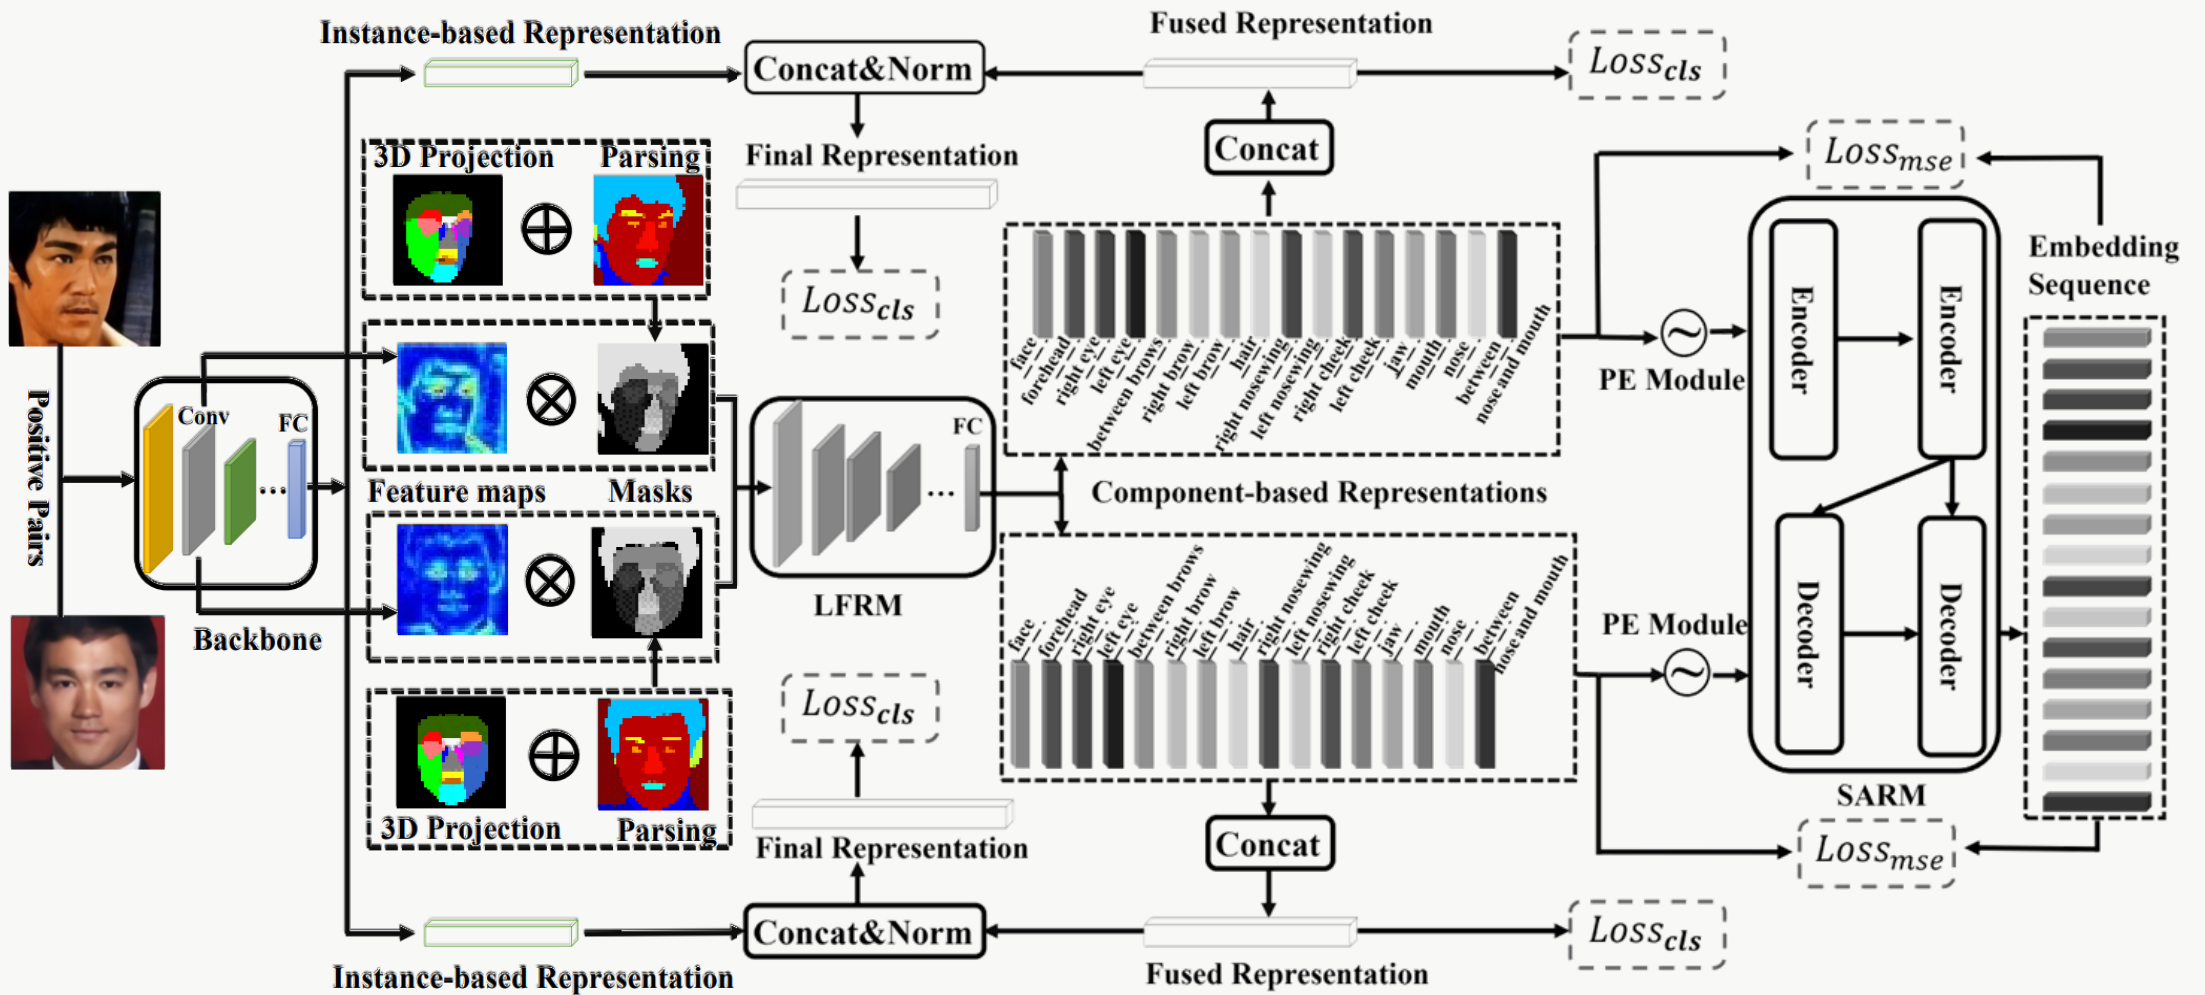 Instance-based Representation
Concat&Norm
Fused Representation
Loss_cls
Concat
Loss_mse
3D Projection
Parsing
Final Representation
Loss_cls
Embedding
Sequence
Encoder
Encoder
face
forehead
right eye
left eye
between brows
right brow
left brow
hair
right nosewing
left nosewing
right cheek
left cheek
jaw
mouth
nose
between
nose and mouth
PE Module
Positive Pairs
Conv
FC
...
Backbone
Feature maps
Masks
FC
...
LFRM
Component-based Representations
face
forehead
right eye
left eye
between brows
right brow
left brow
hair
right nosewing
left nosewing
right cheek
left cheek
jaw
mouth
nose
between
nose and mouth
PE Module
Decoder
Decoder
SARM
Loss_cls
3D Projection
Parsing
Final Representation
Concat
Loss_mse
Instance-based Representation
Concat&Norm
Fused Representation
Loss_cls